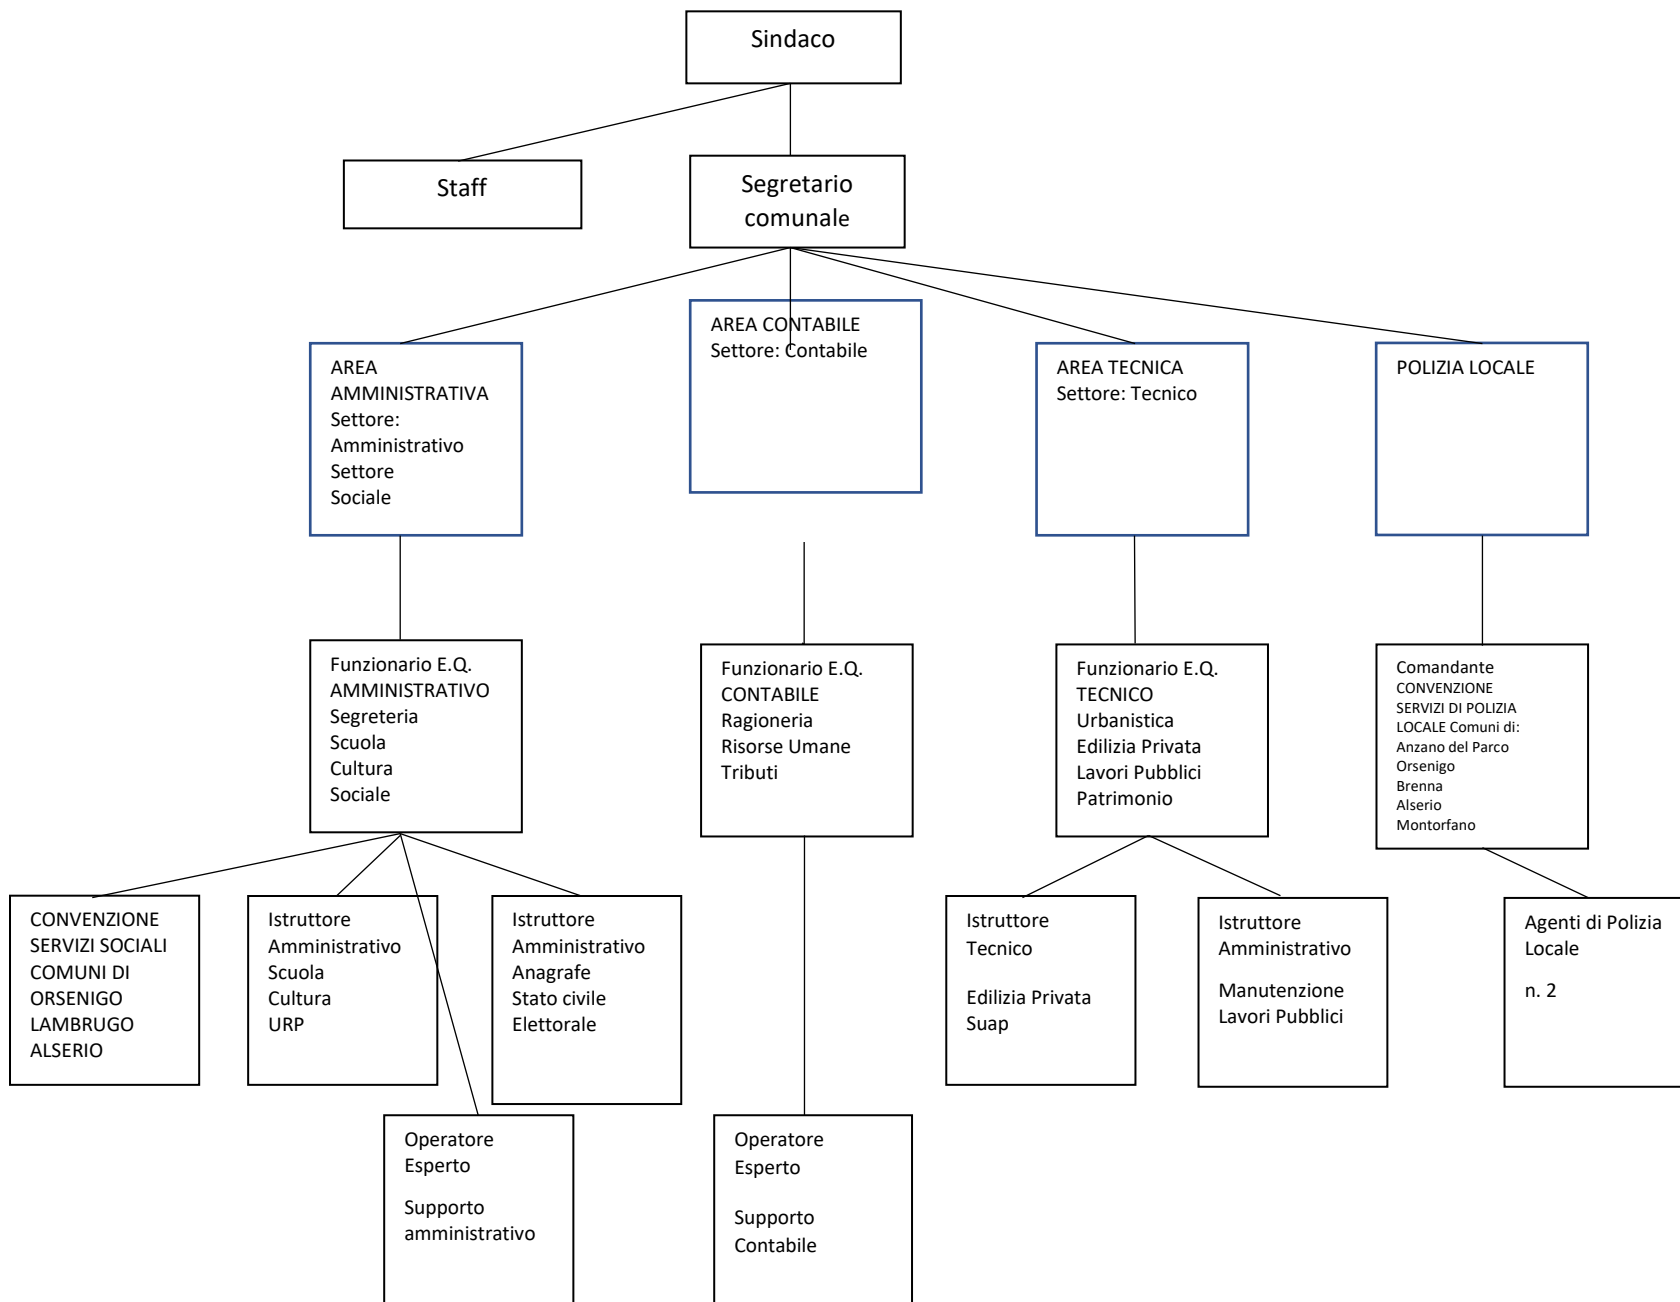 Sindaco
Staff
Segretario
comunale
AREA
AMMINISTRATIVA
Settore:
Amministrativo
Settore
Sociale
AREA CONTABILE
Settore: Contabile
AREA TECNICA
Settore: Tecnico
POLIZIA LOCALE
Funzionario E.Q.
AMMINISTRATIVO
Segreteria
Scuola
Cultura
Sociale
Funzionario E.Q.
CONTABILE
Ragioneria
Risorse Umane
Tributi
Funzionario E.Q.
TECNICO
Urbanistica
Edilizia Privata
Lavori Pubblici
Patrimonio
Comandante
CONVENZIONE
SERVIZI DI POLIZIA
LOCALE Comuni di:
Anzano del Parco
Orsenigo
Brenna
Alserio
Montorfano
CONVENZIONE
SERVIZI SOCIALI
COMUNI DI
ORSENIGO
LAMBRUGO
ALSERIO
Istruttore
Amministrativo
Scuola
Cultura
URP
Istruttore
Amministrativo
Anagrafe
Stato civile
Elettorale
Istruttore
Tecnico
Edilizia Privata
Suap
Istruttore
Amministrativo
Manutenzione
Lavori Pubblici
Agenti di Polizia
Locale
n. 2
Operatore
Esperto
Supporto
amministrativo
Operatore
Esperto
Supporto
Contabile